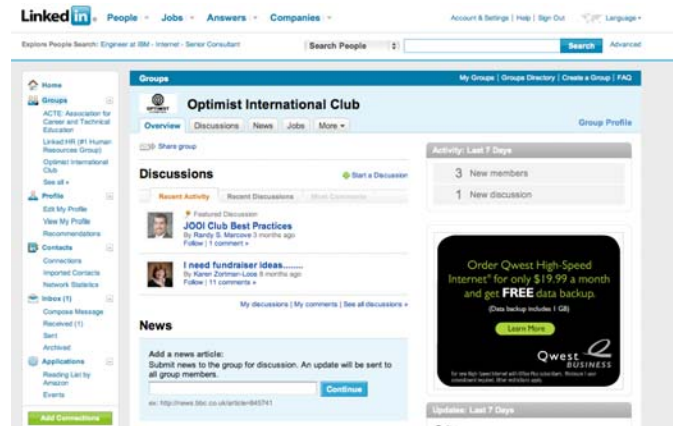 Linked in
People Jobs Answers Companies
Account & Settings | Help | Sign Out Language
Explore People Search: Engineer at IBM - Internet - Senior Consultant
Search People
Search
Advanced
Home
Groups
ACTE: Association for
Career and Technical
Education
Linked:HR (#1 Human
Resources Group)
Optimist International
Club
See all »
Profile
Edit My Profile
View My Profile
Recommendations
Contacts
Connections
Imported Contacts
Network Statistics
Inbox (1)
Compose Message
Received (1)
Sent
Archived
Applications
Reading List by
Amazon
Events
Add Connections
Groups
My Groups | Groups Directory | Create a Group | FAQ
OPTIMIST
Optimist International Club
Overview Discussions News Jobs More
Group Profile
Share group
Discussions
Start a Discussion
Recent Activity Recent Discussions Most Comments
Featured Discussion
JOOI Club Best Practices
By Randy S. Marcove 3 months ago
Follow | 1 comment »
I need fundraiser ideas........
By Karen Zortman-Loos 8 months ago
Follow | 11 comments »
My discussions | My comments | See all discussions »
News
Add a news article:
Submit news to the group for discussion. An update will be sent to
all group members.
Continue
ex: http://news.bbc.co.uk/article=845741
Activity: Last 7 Days
3 New members
1 New discussion
Order Qwest High-Speed
Internet® for only $19.99 a month
and get FREE data backup.
(Data backup includes 1 GB)
Learn More
Qwest
BUSINESS
Updates: Last 7 Days